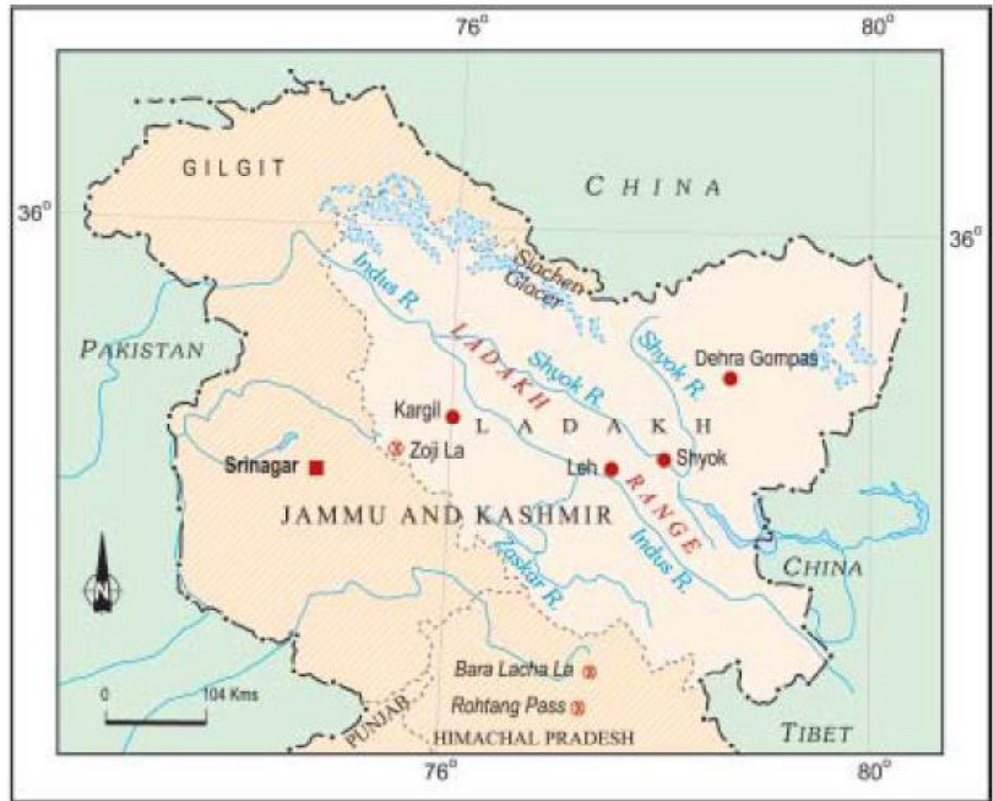 76°
80°
GILGIT
CHINA
36°
36°
Siachen
Glacer
Indus R.
LADAKH
Shyok R.
Shyok R.
PAKISTAN
Dehra Gompas
Kargil
LADAKH
Zoji La
Srinagar
Leh
Shyok
RANGE
JAMMU AND KASHMIR
Zaskar R.
Indus R.
CHINA
N
Bara Lacha La
0
104 Kms
Rohtang Pass
PUNJAB
HIMACHAL PRADESH
TIBET
76°
80°